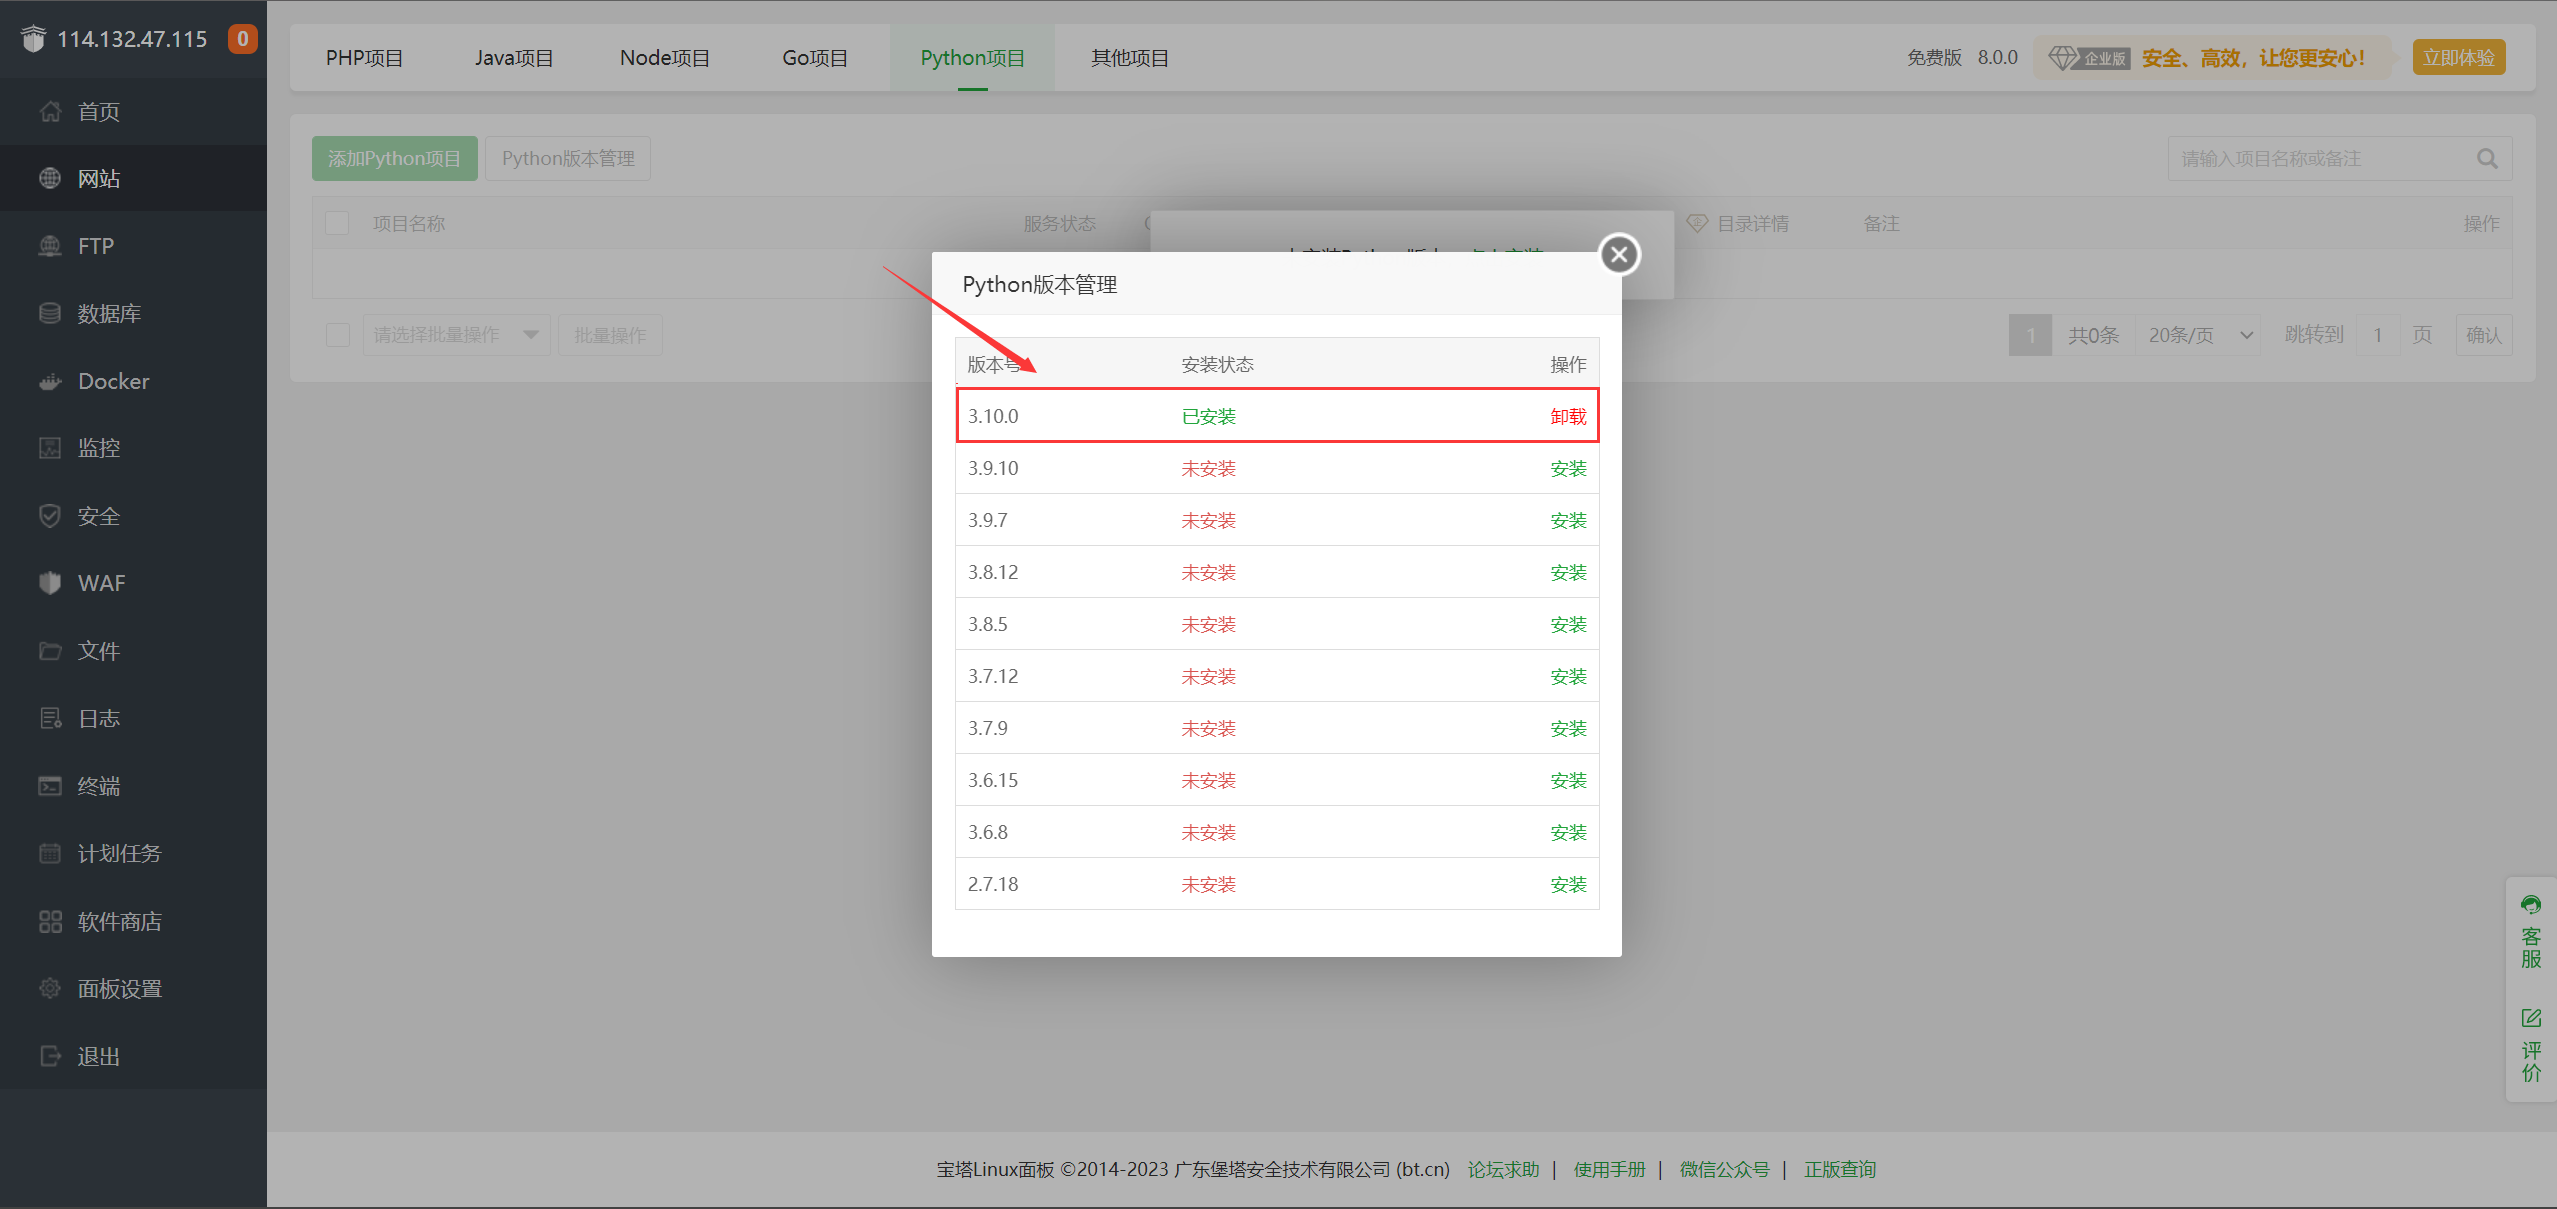 114.132.47.115 0
首页
网站
FTP
数据库
Docker
监控
安全
WAF
文件
日志
终端
计划任务
软件商店
面板设置
退出
PHP项目 Java项目 Node项目 Go项目 Python项目 其他项目
免费版 8.0.0 企业版 安全、高效，让您更安心！ 立即体验
添加Python项目 Python版本管理
请输入项目名称或备注
项目名称 服务状态 目录详情 备注 操作
请选择批量操作 批量操作
1 共0条 20条/页 跳转到 1 页 确认
Python版本管理
版本号 安装状态 操作
3.10.0 已安装 卸载
3.9.10 未安装 安装
3.9.7 未安装 安装
3.8.12 未安装 安装
3.8.5 未安装 安装
3.7.12 未安装 安装
3.7.9 未安装 安装
3.6.15 未安装 安装
3.6.8 未安装 安装
2.7.18 未安装 安装
客服
评价
宝塔Linux面板 ©2014-2023 广东堡塔安全技术有限公司 (bt.cn) 论坛求助 | 使用手册 | 微信公众号 | 正版查询